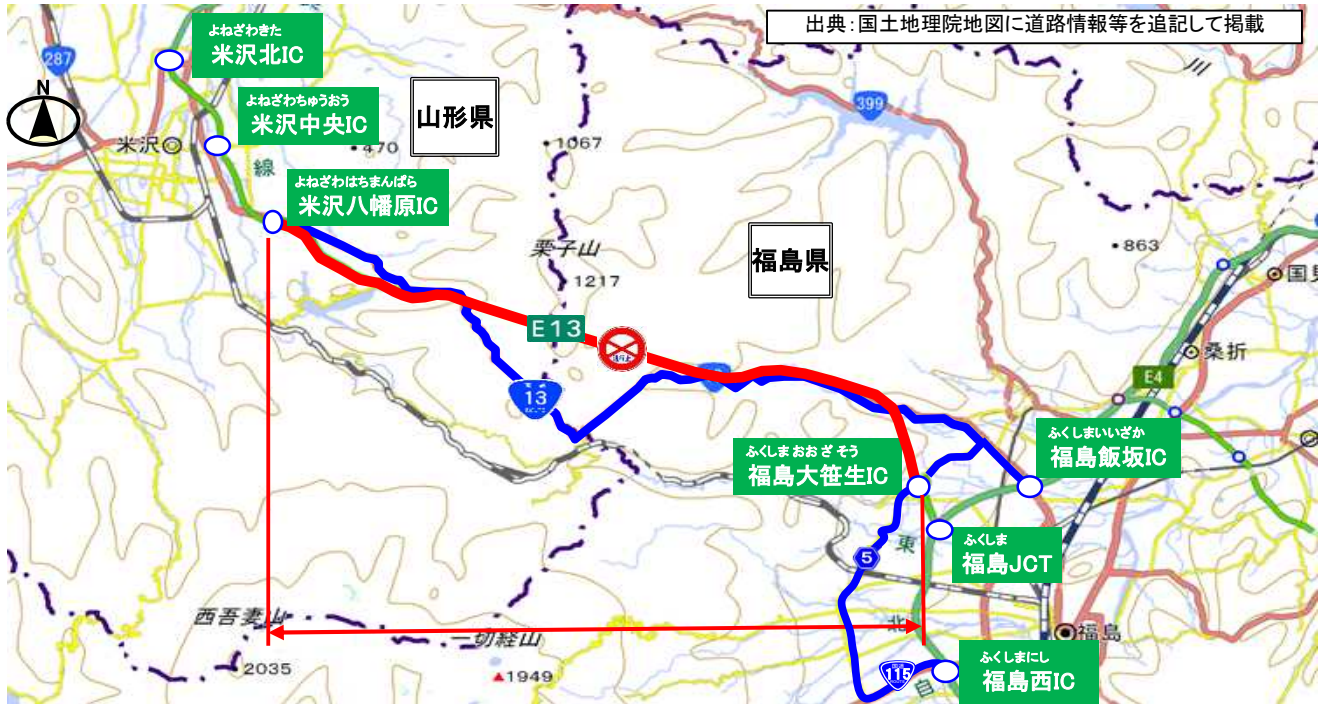 出典：国土地理院地図に道路情報等を追記して掲載
よねざわきた
米沢北IC
287
N
399
川
よねざわちゅうおう
米沢中央IC
山形県
米沢
470
1067
線
よねざわはちまんぱら
米沢八幡原IC
栗子山
1217
福島県
863
国見
E13
桑折
E4
13
ふくしまいいざか
福島飯坂IC
ふくしまおおざそう
福島大笹生IC
東
5
ふくしま
福島JCT
西吾妻山
一切経山
北
福島
2035
1949
115
自
ふくしまにし
福島西IC